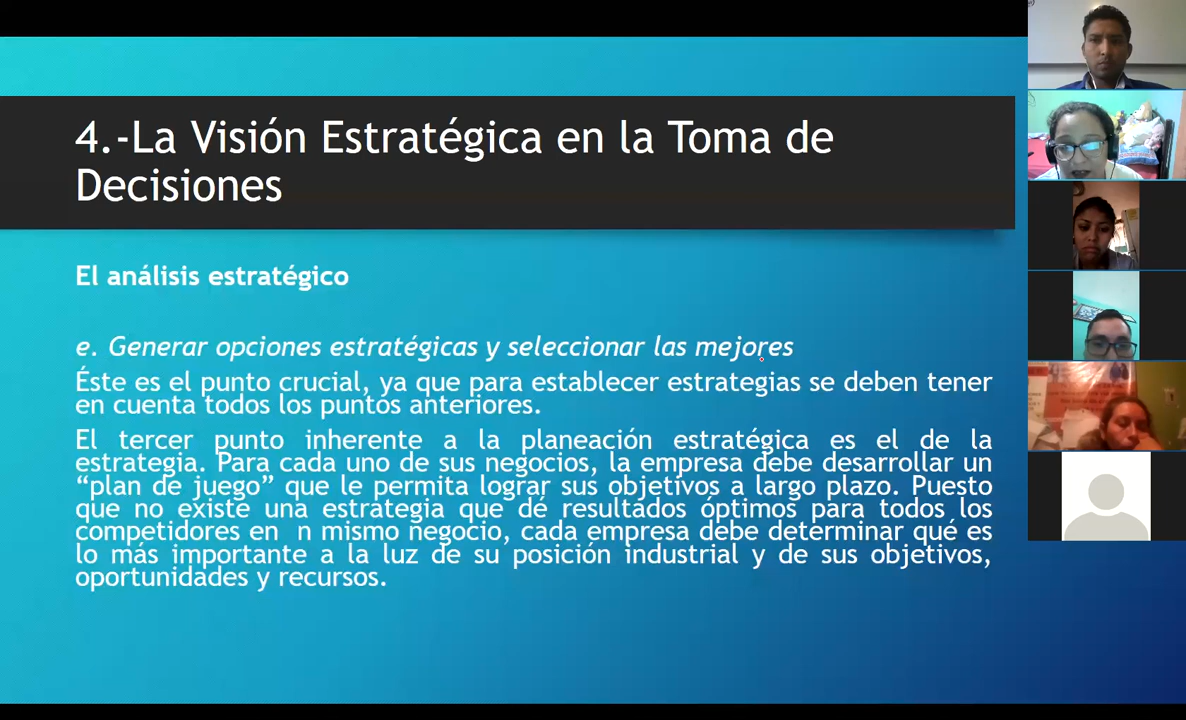 4.-La Visión Estratégica en la Toma de
Decisiones
El análisis estratégico
e. Generar opciones estratégicas y seleccionar las mejores
Éste es el punto crucial, ya que para establecer estrategias se deben tener
en cuenta todos los puntos anteriores.
El tercer punto inherente a la planeación estratégica es el de la
estrategia. Para cada uno de sus negocios, la empresa debe desarrollar un
“plan de juego” que le permita lograr sus objetivos a largo plazo. Puesto
que no existe una estrategia que dé resultados óptimos para todos los
competidores en n mismo negocio, cada empresa debe determinar qué es
lo más importante a la luz de su posición industrial y de sus objetivos,
oportunidades y recursos.